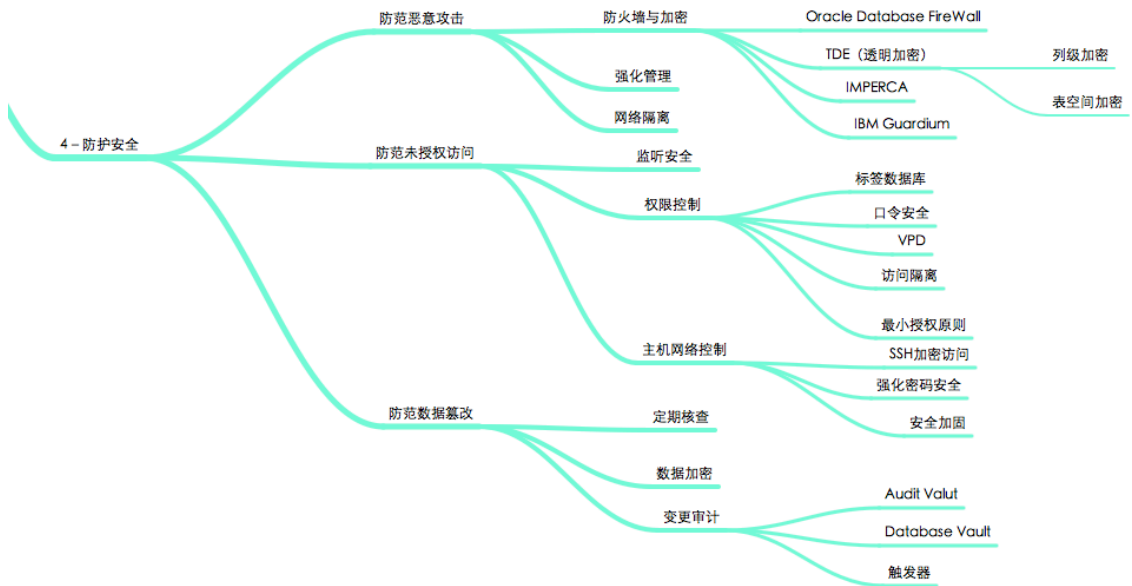 4 – 防护安全
防范恶意攻击
防火墙与加密
Oracle Database FireWall
TDE（透明加密）
列级加密
表空间加密
IMPERCA
IBM Guardium
强化管理
网络隔离
防范未授权访问
监听安全
权限控制
标签数据库
口令安全
VPD
访问隔离
最小授权原则
主机网络控制
SSH加密访问
强化密码安全
安全加固
防范数据篡改
定期核查
数据加密
变更审计
Audit Valut
Database Vault
触发器